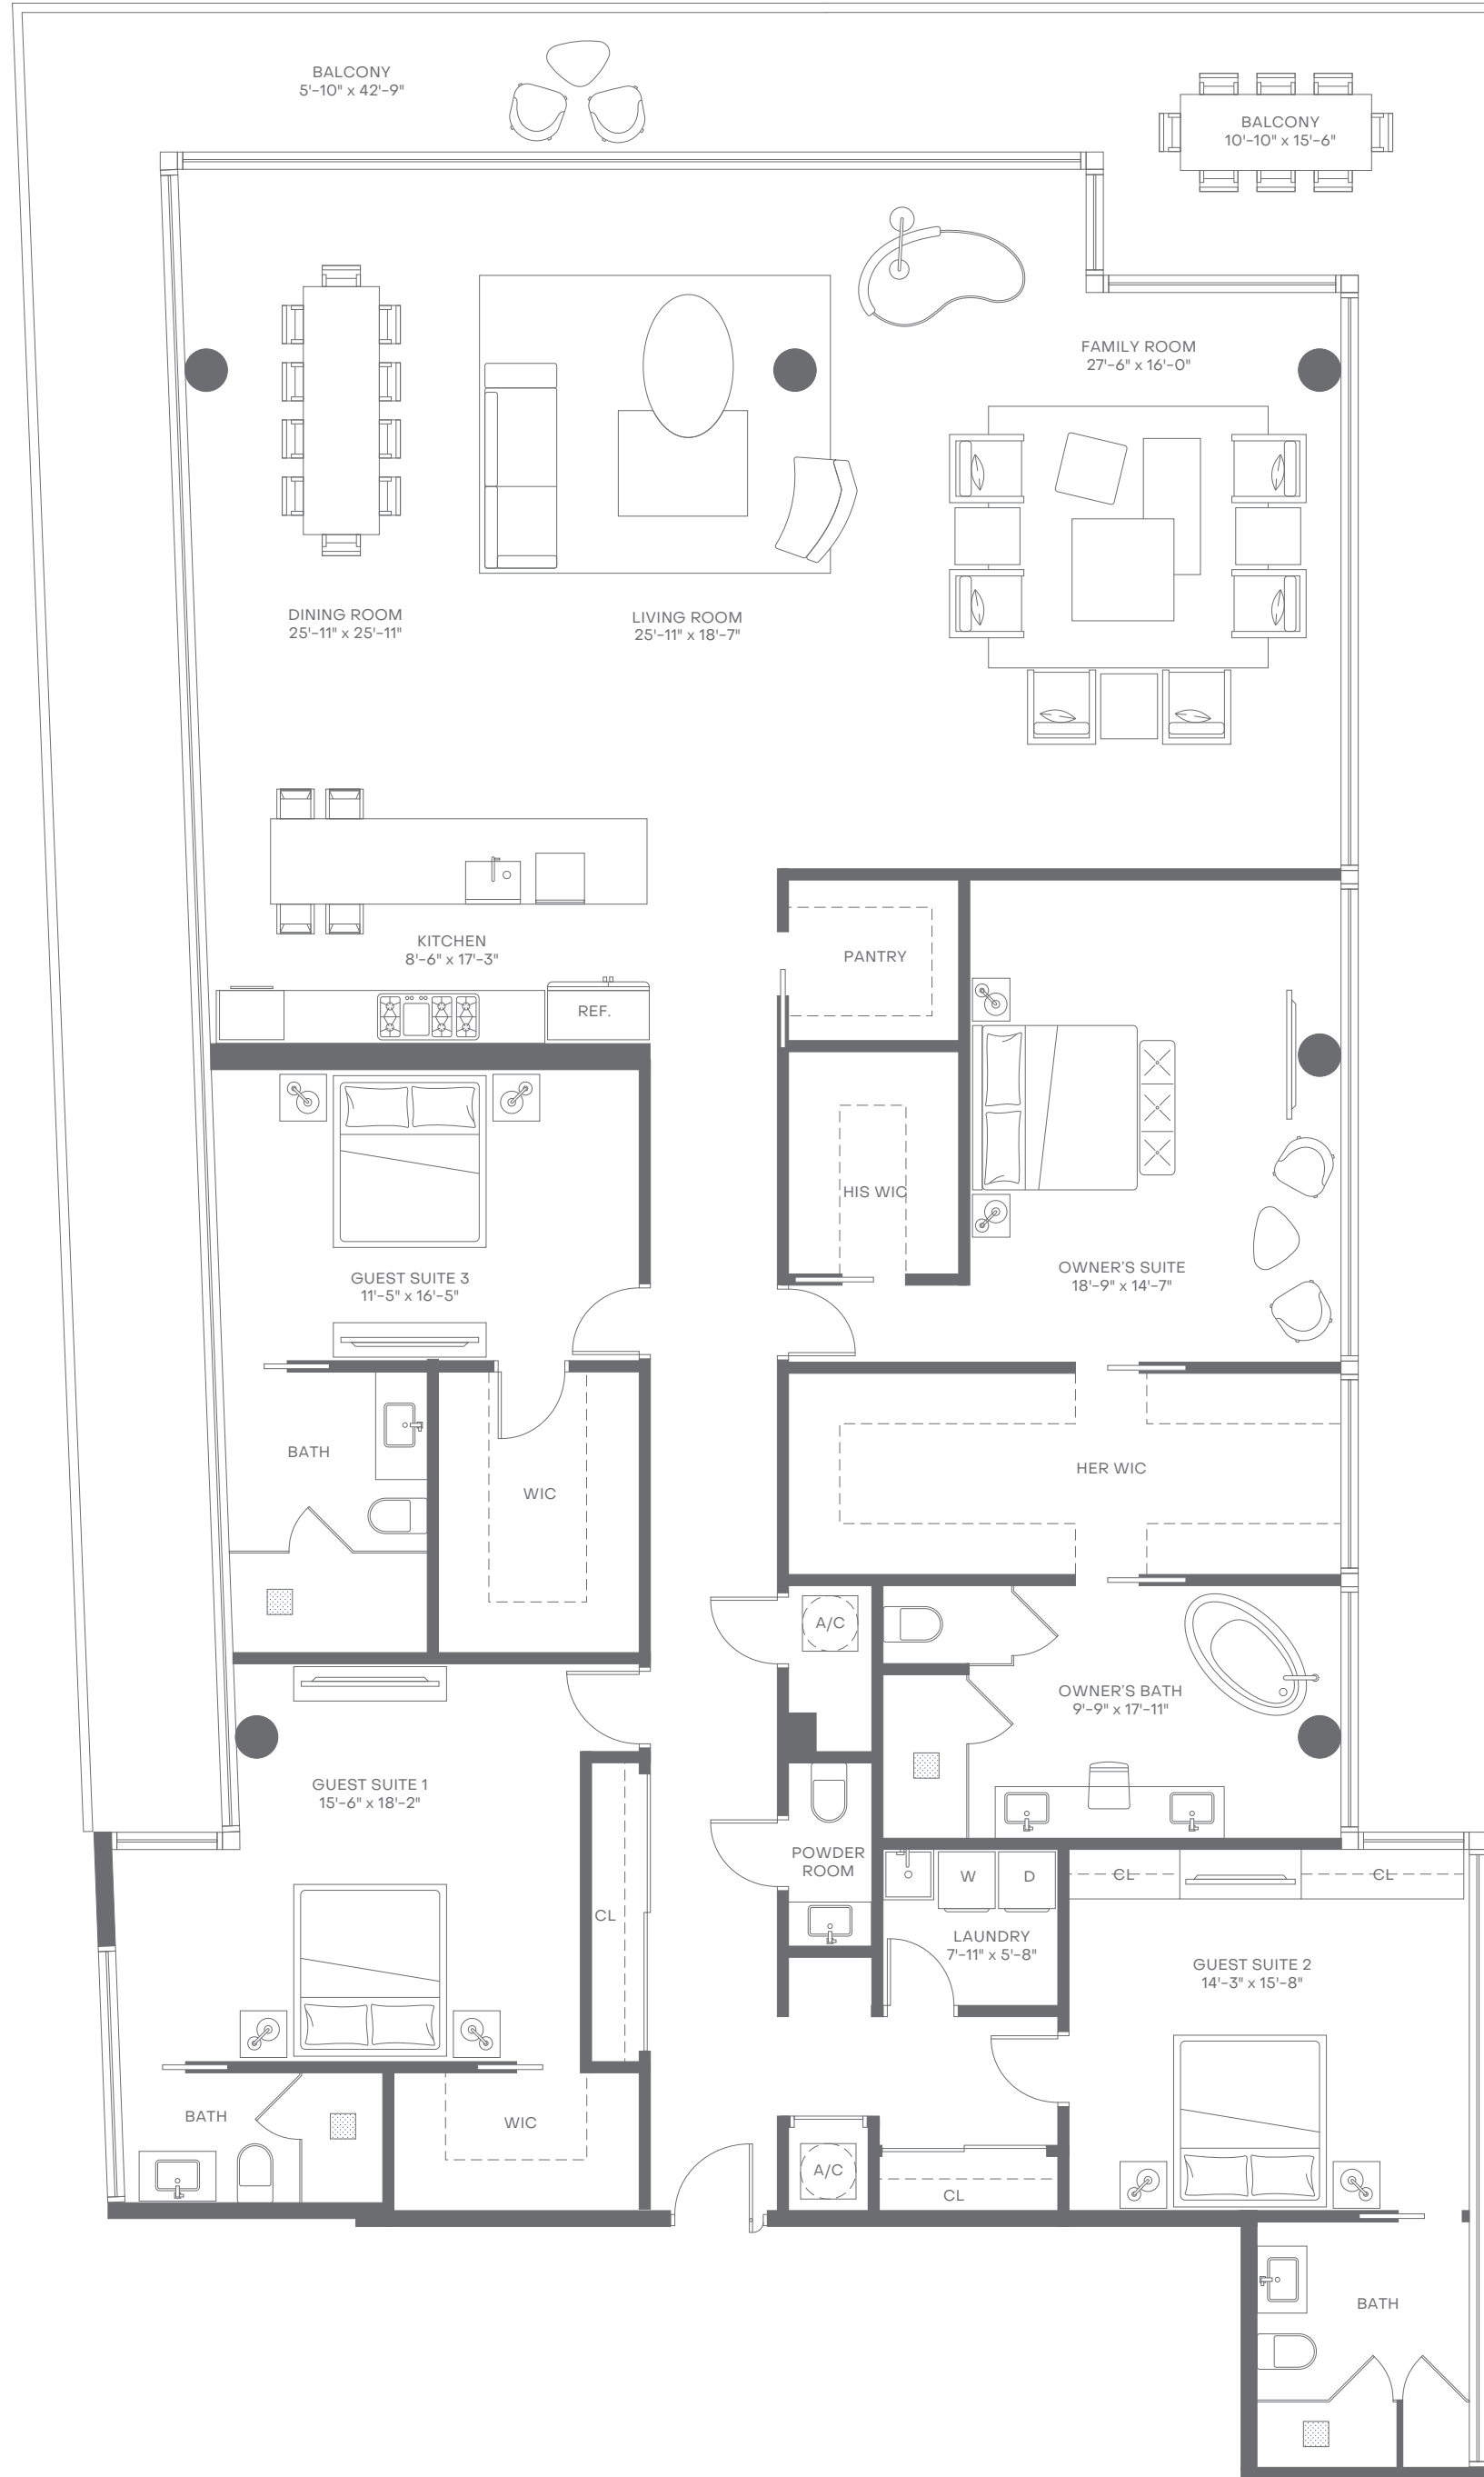 BALCONY
5'-10" x 42'-9"
BALCONY
10'-10" x 15'-6"
FAMILY ROOM
27'-6" x 16'-0"
DINING ROOM
25'-11" x 25'-11"
LIVING ROOM
25'-11" x 18'-7"
KITCHEN
8'-6" x 17'-3"
PANTRY
REF.
HIS WIC
OWNER'S SUITE
18'-9" x 14'-7"
GUEST SUITE 3
11'-5" x 16'-5"
BATH
WIC
HER WIC
A/C
OWNER'S BATH
9'-9" x 17'-11"
GUEST SUITE 1
15'-6" x 18'-2"
POWDER
ROOM
W
D
CL
CL
CL
LAUNDRY
7'-11" x 5'-8"
GUEST SUITE 2
14'-3" x 15'-8"
BATH
WIC
A/C
CL
BATH